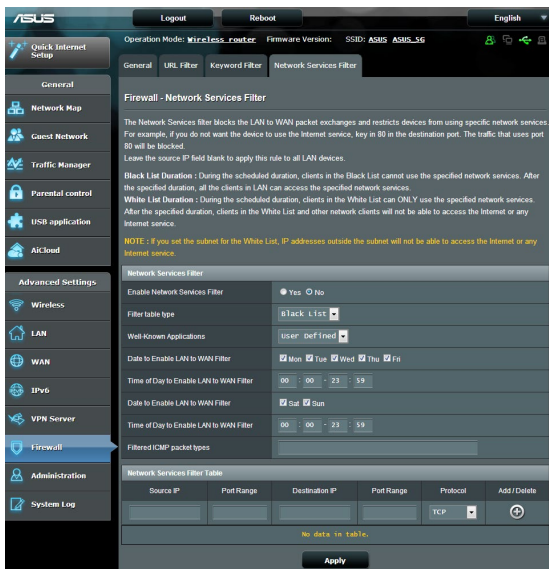 ASUS
Logout
Reboot
English
Operation Mode: Wireless router Firmware Version: SSID: ASUS ASUS_5G
Quick Internet
Setup
General
Network Map
Guest Network
Traffic Manager
Parental control
USB application
AiCloud
Advanced Settings
Wireless
LAN
WAN
IPv6
VPN Server
Firewall
Administration
System Log
General
URL Filter
Keyword Filter
Network Services Filter
Firewall - Network Services Filter
The Network Services filter blocks the LAN to WAN packet exchanges and restricts devices from using specific network services.
For example, if you do not want the device to use the Internet service, key in 80 in the destination port. The traffic that uses port
80 will be blocked.
Leave the source IP field blank to apply this rule to all LAN devices.
Black List Duration : During the scheduled duration, clients in the Black List cannot use the specified network services. After
the specified duration, all the clients in LAN can access the specified network services.
White List Duration : During the scheduled duration, clients in the White List can ONLY use the specified network services.
After the specified duration, clients in the White List and other network clients will not be able to access the Internet or any
Internet service.
NOTE : If you set the subnet for the White List, IP addresses outside the subnet will not be able to access the Internet or any
Internet service.
Network Services Filter
Enable Network Services Filter
Yes No
Filter table type
Black List
Well-Known Applications
User Defined
Date to Enable LAN to WAN Filter
Mon Tue Wed Thu Fri
Time of Day to Enable LAN to WAN Filter
00 : 00 - 23 : 59
Date to Enable LAN to WAN Filter
Sat Sun
Time of Day to Enable LAN to WAN Filter
00 : 00 - 23 : 59
Filtered ICMP packet types
Network Services Filter Table
Source IP Port Range Destination IP Port Range Protocol Add / Delete
TCP
No data in table.
Apply